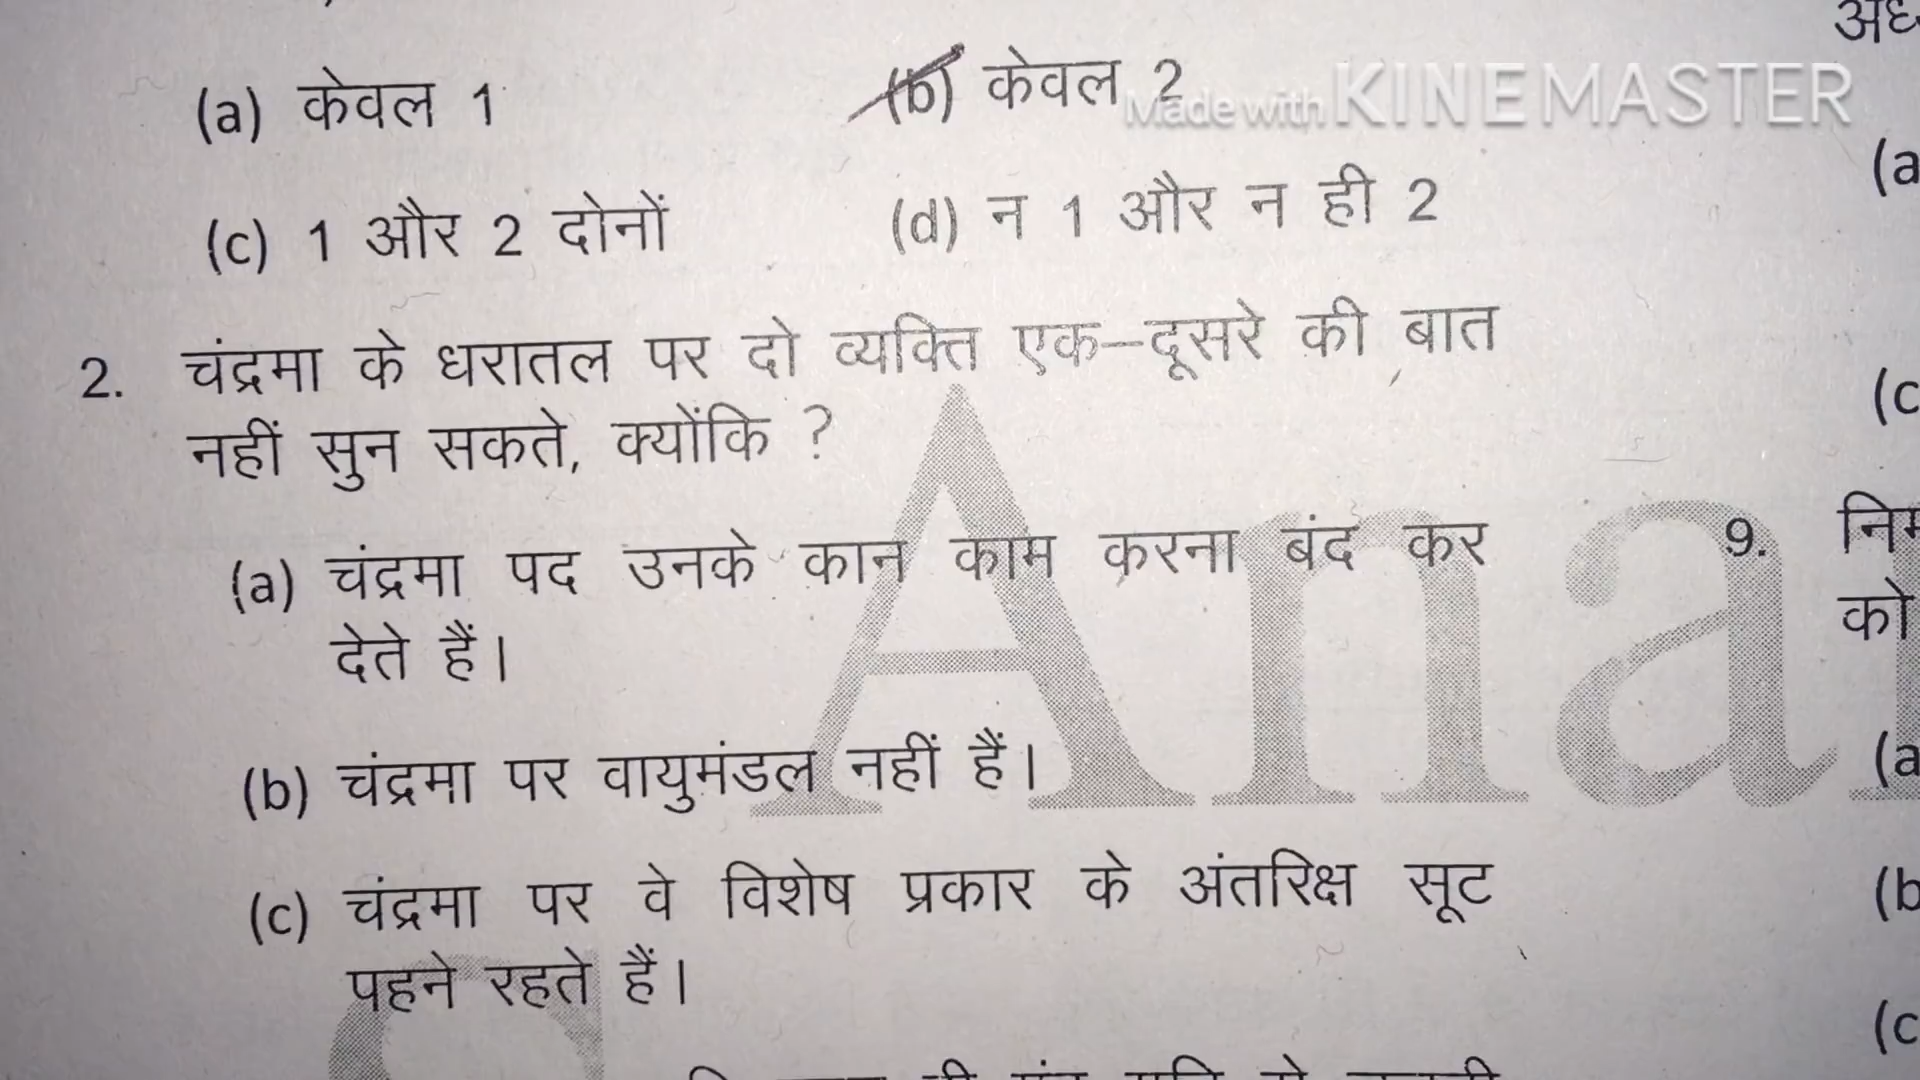 (a) केवल 1
(b) केवल 2
Made with KINEMASTER
(c) 1 और 2 दोनों
(d) न 1 और न ही 2
2. चंद्रमा के धरातल पर दो व्यक्ति एक–दूसरे की बात
नहीं सुन सकते, क्योंकि ?
(a) चंद्रमा पद उनके कान काम करना बंद कर
देते हैं।
(b) चंद्रमा पर वायुमंडल नहीं हैं।
(c) चंद्रमा पर वे विशेष प्रकार के अंतरिक्ष सूट
पहने रहते हैं।
Ana
(a
(c
9.
को
(a
(b
(c